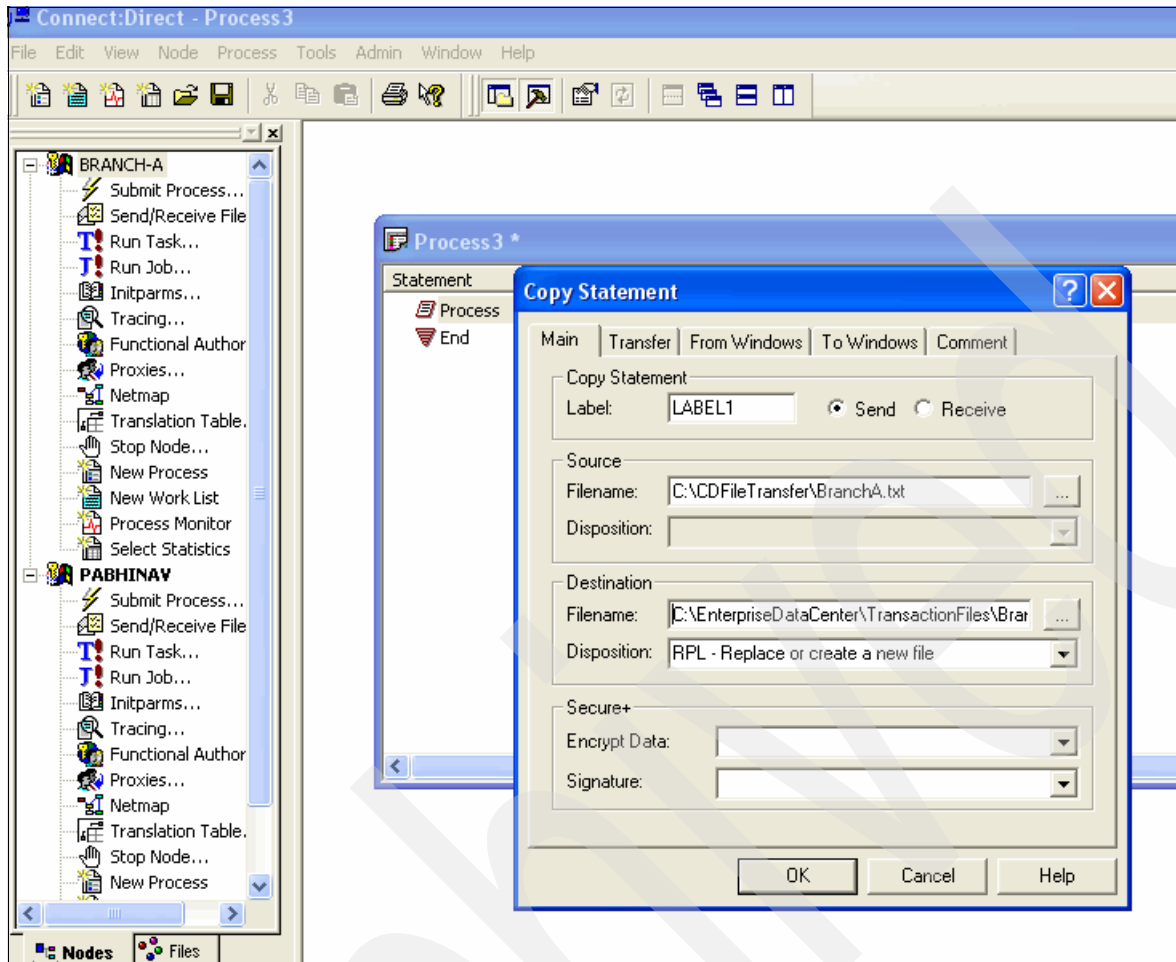 Connect:Direct - Process3
File Edit View Node Process Tools Admin Window Help
BRANCH-A
Submit Process...
Send/Receive File
Run Task...
Run Job...
Initparms...
Tracing...
Functional Author
Proxies...
Netmap
Translation Table.
Stop Node...
New Process
New Work List
Process Monitor
Select Statistics
PABHINAV
Submit Process...
Send/Receive File
Run Task...
Run Job...
Initparms...
Tracing...
Functional Author
Proxies...
Netmap
Translation Table.
Stop Node...
New Process
Nodes Files
Process3 *
Statement
Process
End
Copy Statement
Main Transfer From Windows To Windows Comment
Copy Statement
Label: LABEL1 Send Receive
Source
Filename: C:\CDFileTransfer\BranchA.txt ...
Disposition:
Destination
Filename: C:\EnterpriseDataCenter\TransactionFiles\Bran ...
Disposition: RPL - Replace or create a new file
Secure+
Encrypt Data:
Signature:
OK Cancel Help